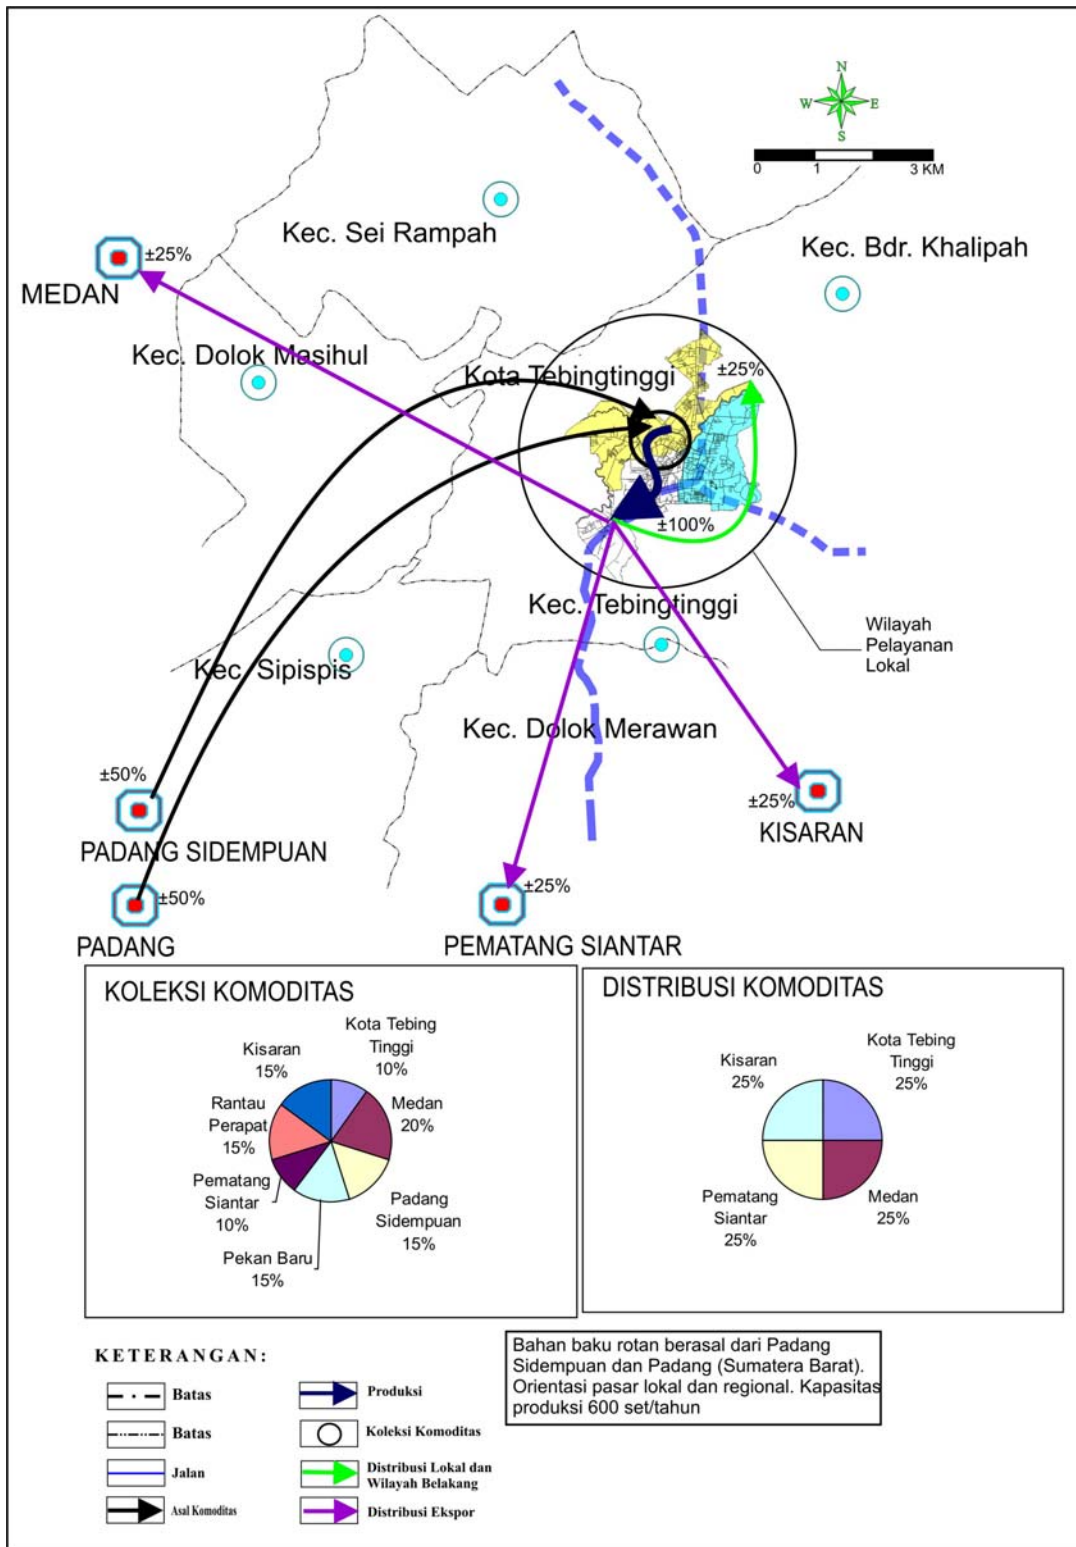 N
W
E
S
0
1
3 KM
Kec. Sei Rampah
Kec. Bdr. Khalipah
±25%
MEDAN
Kec. Dolok Masihul
Kota Tebingtinggi
±25%
±100%
Kec. Tebingtinggi
Wilayah
Pelayanan
Lokal
Kec. Sipispis
Kec. Dolok Merawan
±50%
PADANG SIDEMPUAN
±25%
KISARAN
±50%
PADANG
±25%
PEMATANG SIANTAR
KOLEKSI KOMODITAS
Kota Tebing
Tinggi
10%
Kisaran
15%
Medan
20%
Rantau
Perapat
15%
Pematang
Siantar
10%
Padang
Sidempuan
15%
Pekan Baru
15%
DISTRIBUSI KOMODITAS
Kisaran
25%
Kota Tebing
Tinggi
25%
Pematang
Siantar
25%
Medan
25%
KETERANGAN:
Batas
Batas
Jalan
Asal Komoditas
Produksi
Koleksi Komoditas
Distribusi Lokal dan
Wilayah Belakang
Distribusi Ekspor
Bahan baku rotan berasal dari Padang
Sidempuan dan Padang (Sumatera Barat).
Orientasi pasar lokal dan regional. Kapasitas
produksi 600 set/tahun